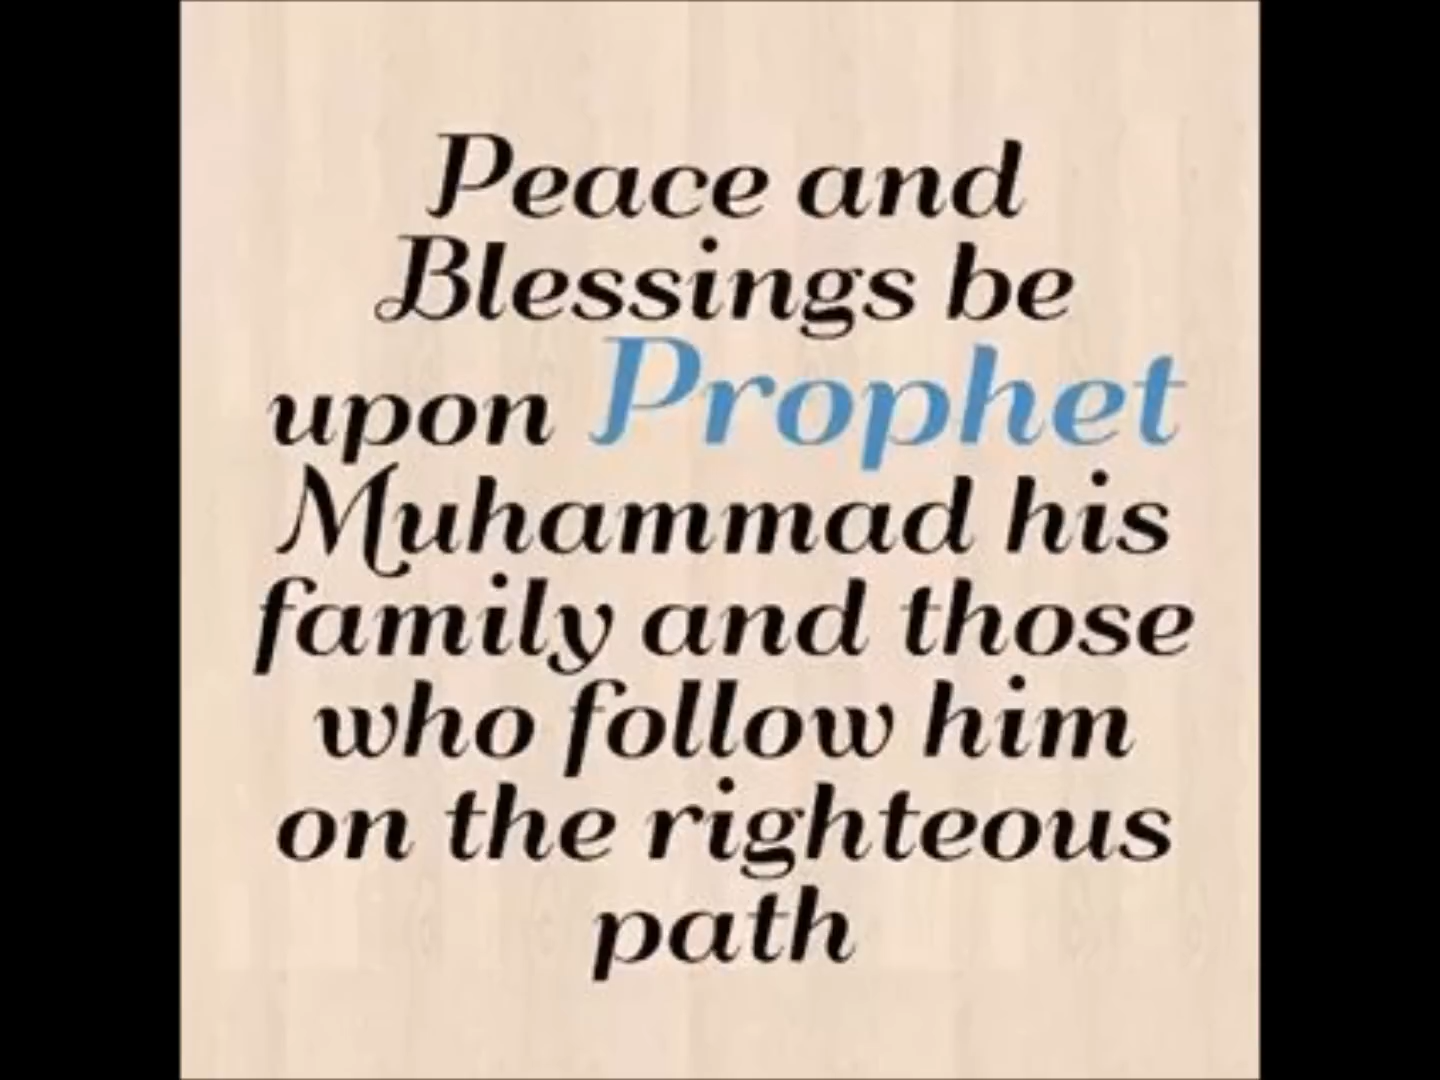 Peace and
Blessings be
upon Prophet
Muhammad his
family and those
who follow him
on the righteous
path